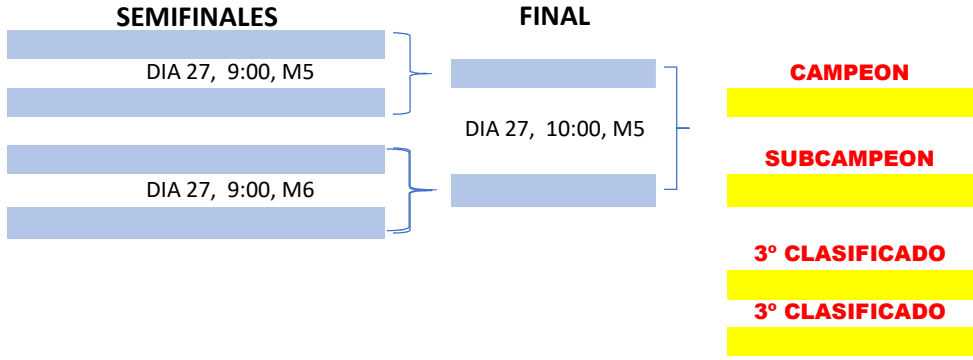 SEMIFINALES
FINAL
DIA 27, 9:00, M5
CAMPEON
DIA 27, 10:00, M5
SUBCAMPEON
DIA 27, 9:00, M6
3º CLASIFICADO
3º CLASIFICADO